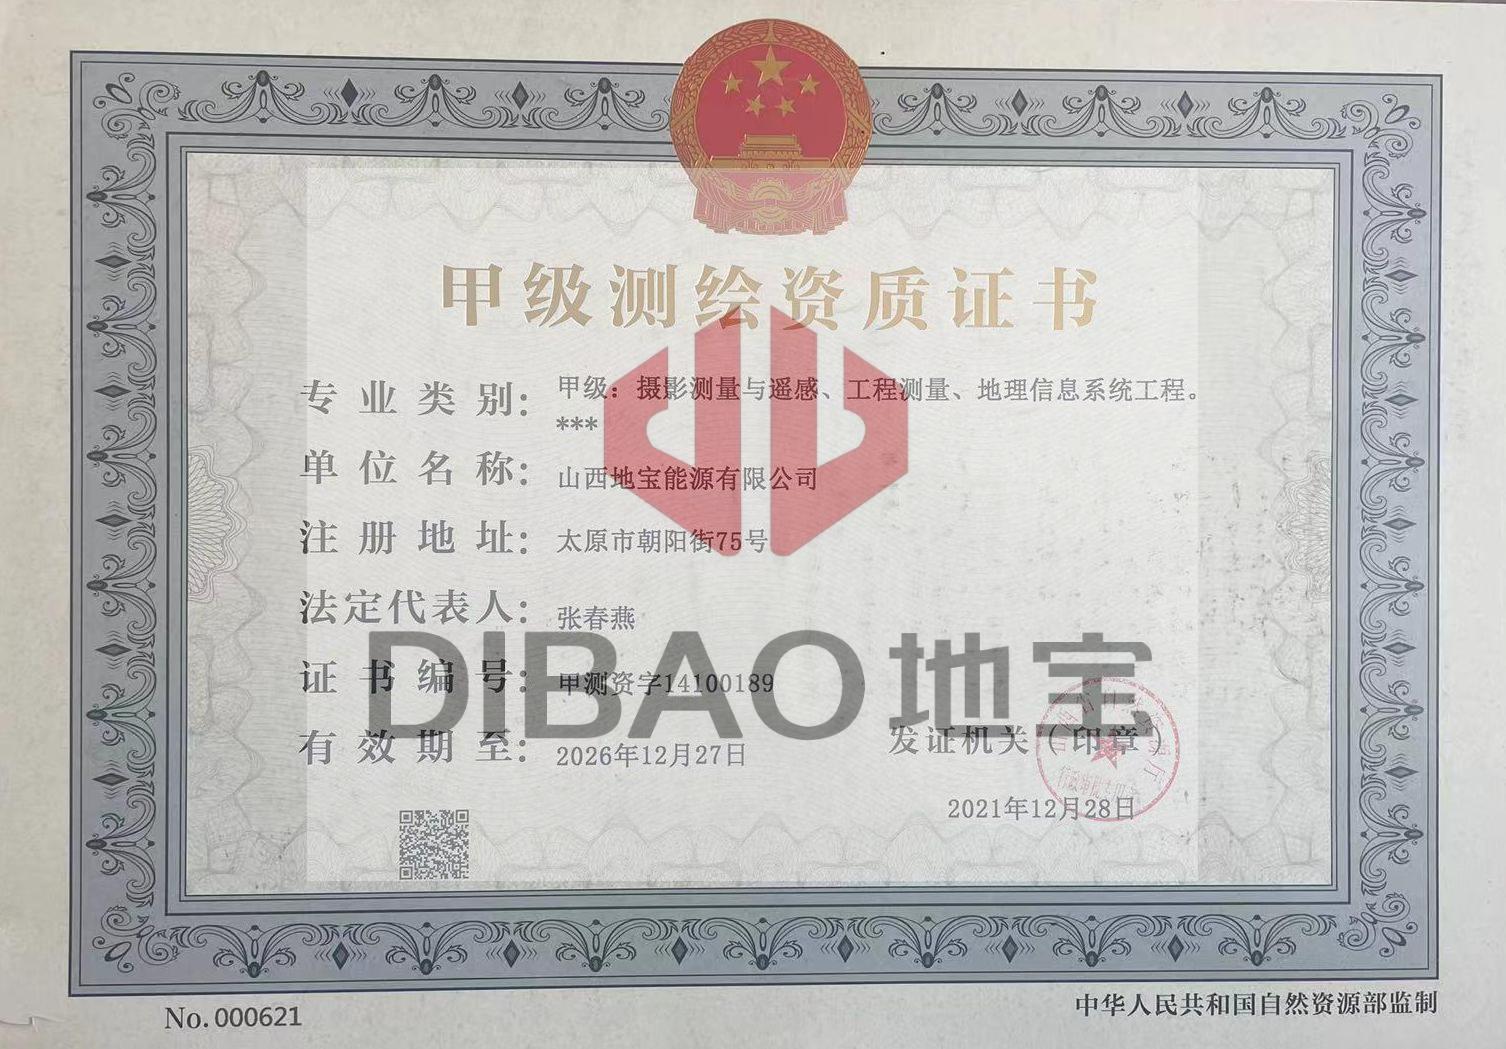 甲级测绘资质证书
专业类别：甲级：摄影测量与遥感、工程测量、地理信息系统工程。
***
单位名称：山西地宝能源有限公司
注册地址：太原市朝阳街75号
法定代表人：张春燕
DIBAO地宝
证书编号：甲测资字14100189
有效期至：2026年12月27日
发证机关（印章）
2021年12月28日
No.000621
中华人民共和国自然资源部监制